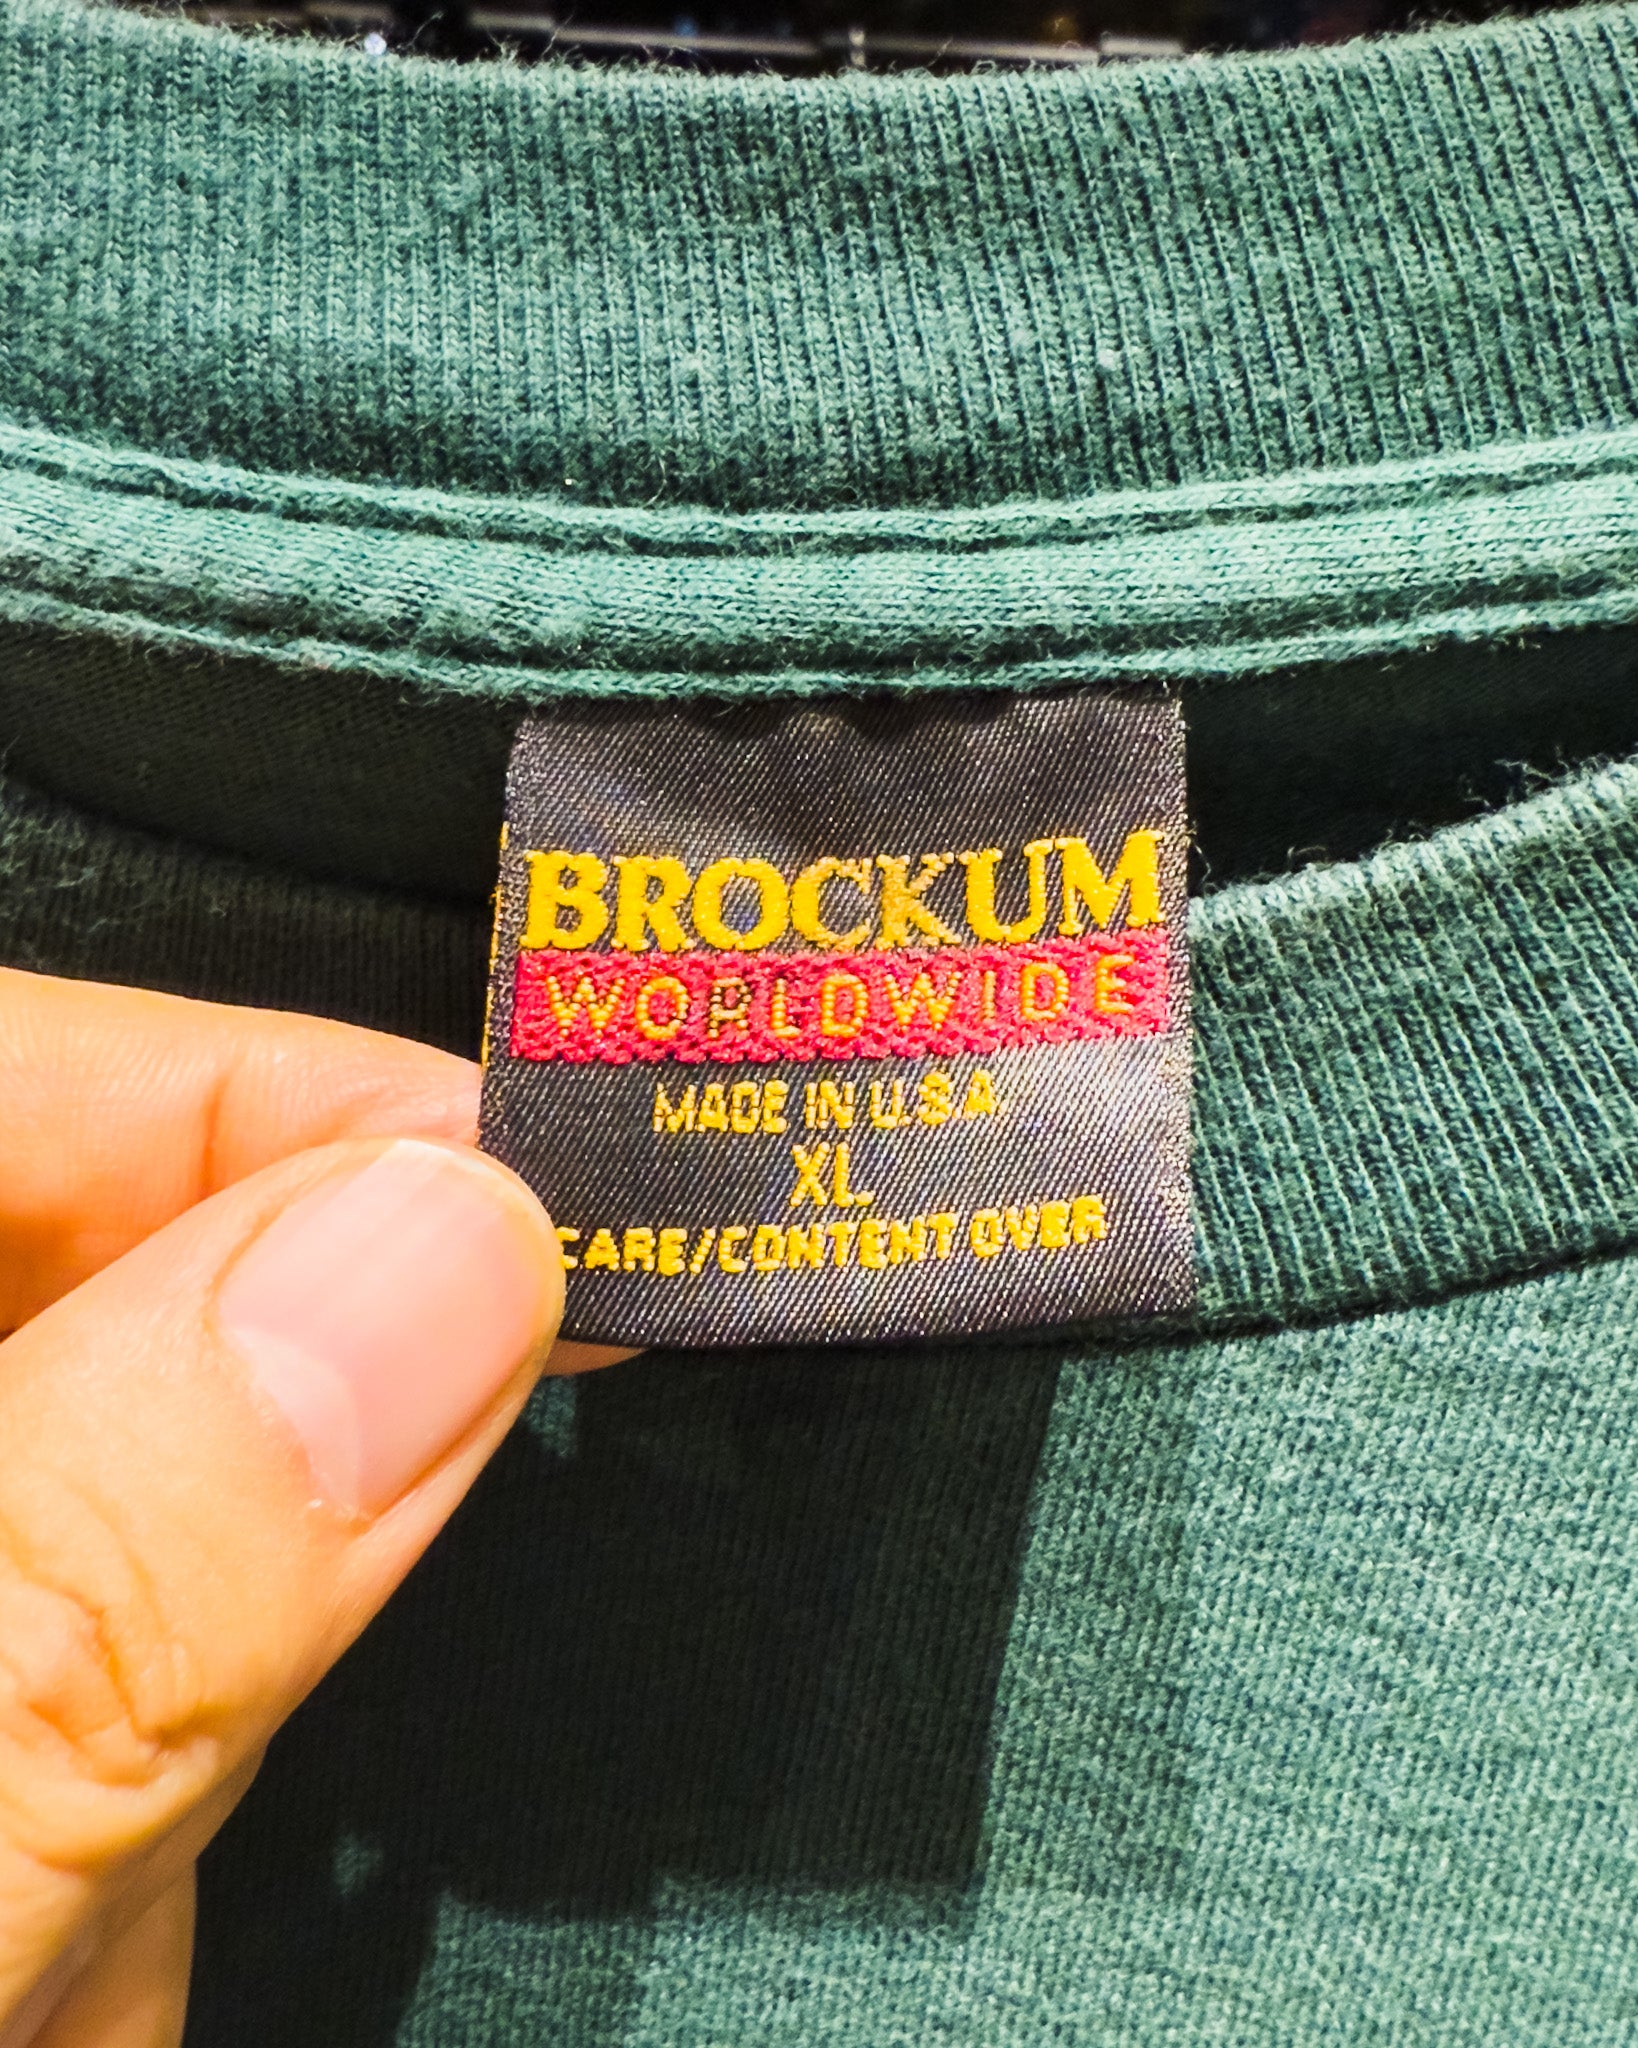 BROCKUM
WORLDWIDE
MADE IN U.S.A.
XL
CARE/CONTENT OVER